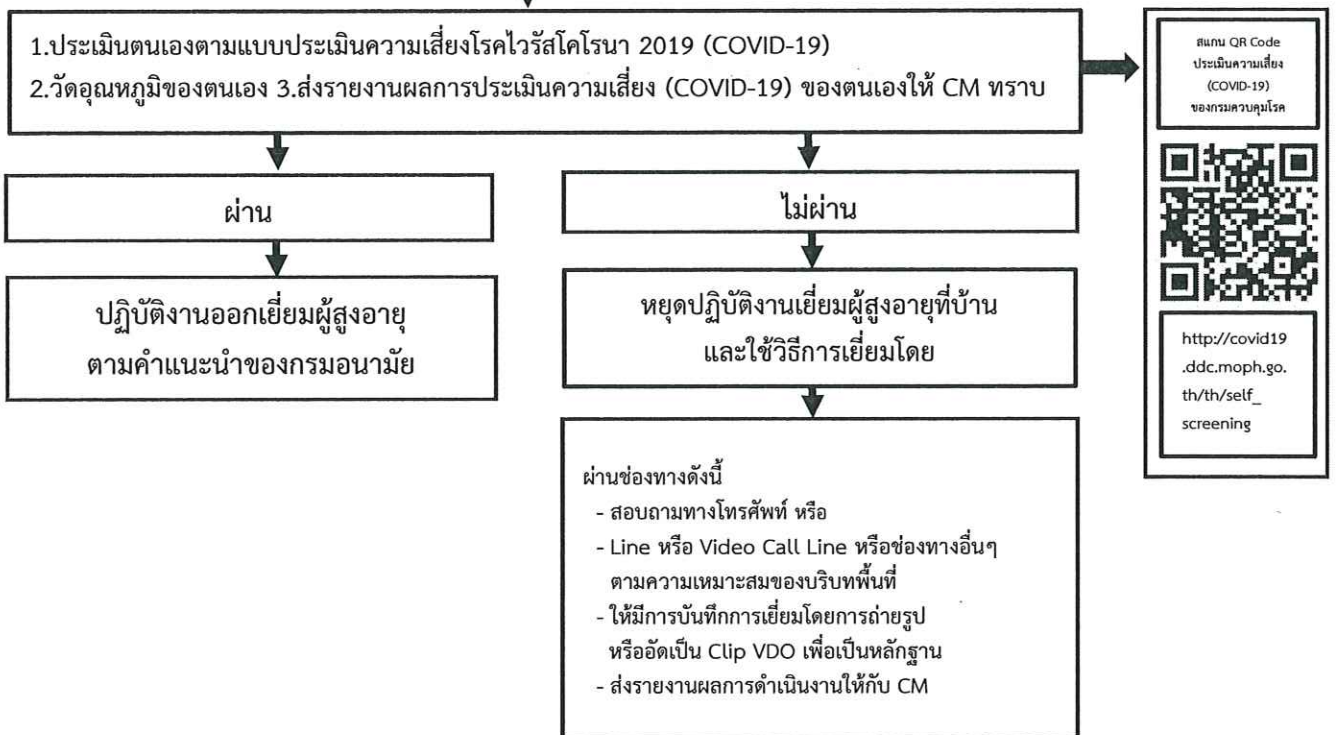 1.ประเมินตนเองตามแบบประเมินความเสี่ยงโรคไวรัสโคโรนา 2019 (COVID-19)
2.วัดอุณหภูมิของตนเอง 3.ส่งรายงานผลการประเมินความเสี่ยง (COVID-19) ของตนเองให้ CM ทราบ
สแกน QR Code
ประเมินความเสี่ยง
(COVID-19)
ของกรมควบคุมโรค
http://covid19
.ddc.moph.go.
th/th/self_
screening
ผ่าน
ไม่ผ่าน
ปฏิบัติงานออกเยี่ยมผู้สูงอายุ
ตามคำแนะนำของกรมอนามัย
หยุดปฏิบัติงานเยี่ยมผู้สูงอายุที่บ้าน
และใช้วิธีการเยี่ยมโดย
ผ่านช่องทางดังนี้
- สอบถามทางโทรศัพท์ หรือ
- Line หรือ Video Call Line หรือช่องทางอื่นๆ
ตามความเหมาะสมของบริบทพื้นที่
- ให้มีการบันทึกการเยี่ยมโดยการถ่ายรูป
หรืออัดเป็น Clip VDO เพื่อเป็นหลักฐาน
- ส่งรายงานผลการดำเนินงานให้กับ CM